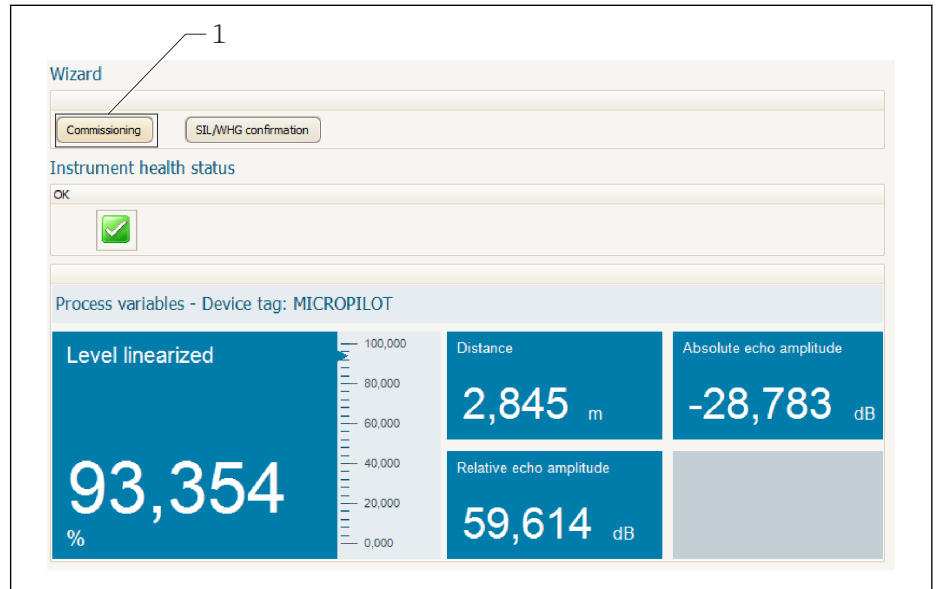 1
Wizard
Commissioning
SIL/WHG confirmation
Instrument health status
OK
Process variables - Device tag: MICROPILOT
Level linearized
93,354
%
100,000
80,000
60,000
40,000
20,000
0,000
Distance
2,845 m
Absolute echo amplitude
-28,783 dB
Relative echo amplitude
59,614 dB